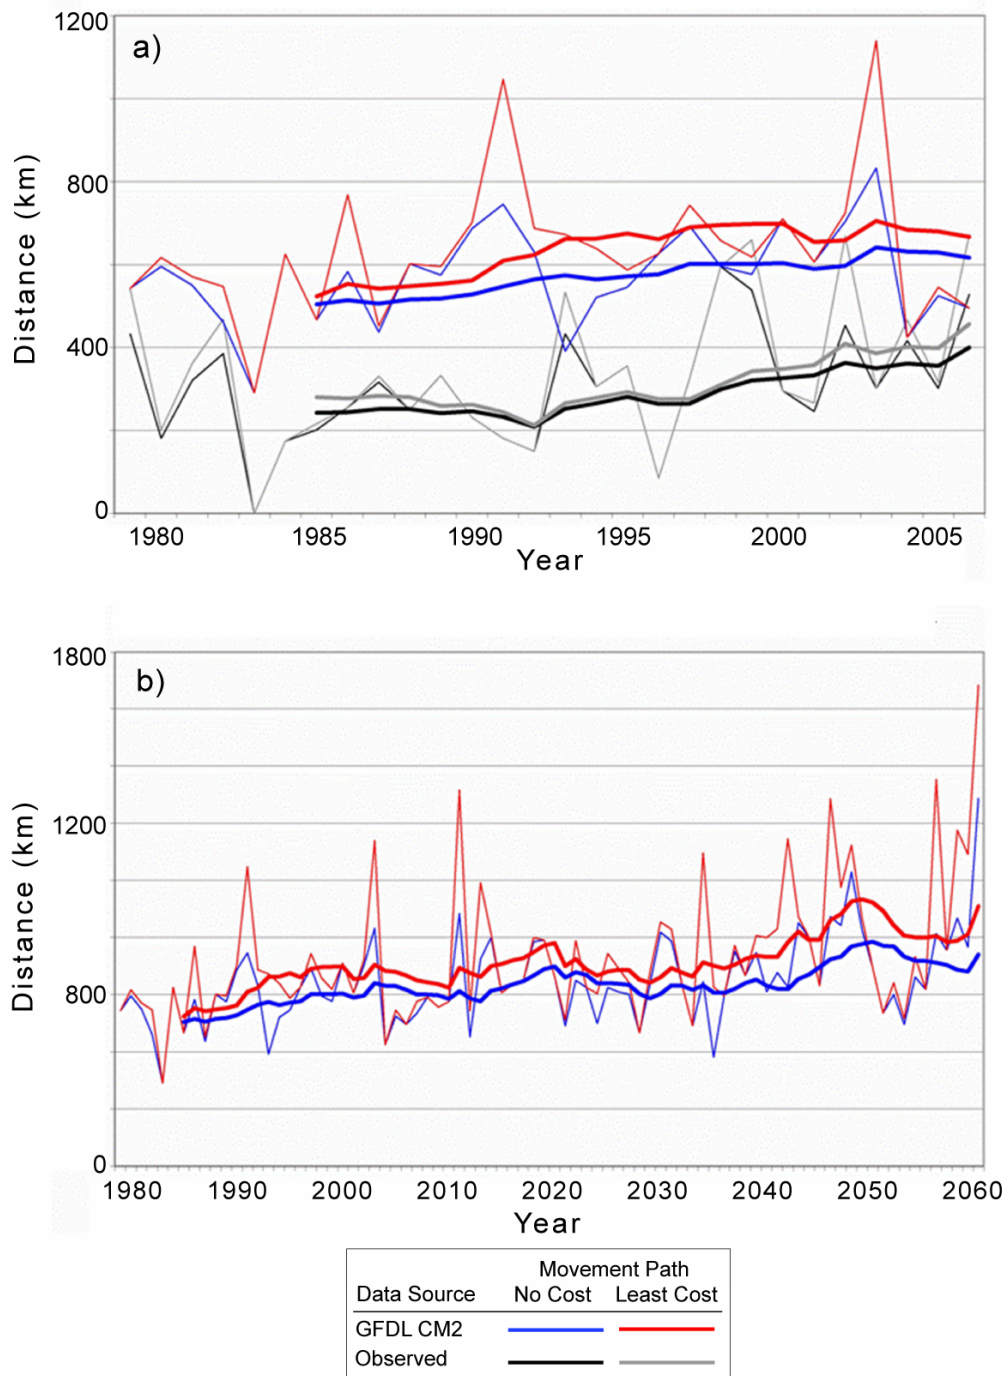 1200
a)
800
400
0
Distance (km)
1980 1985 1990 1995 2000 2005
Year
1800
b)
1200
800
0
Distance (km)
1980 1990 2000 2010 2020 2030 2040 2050 2060
Year
Movement Path
Data Source No Cost Least Cost
GFDL CM2
Observed